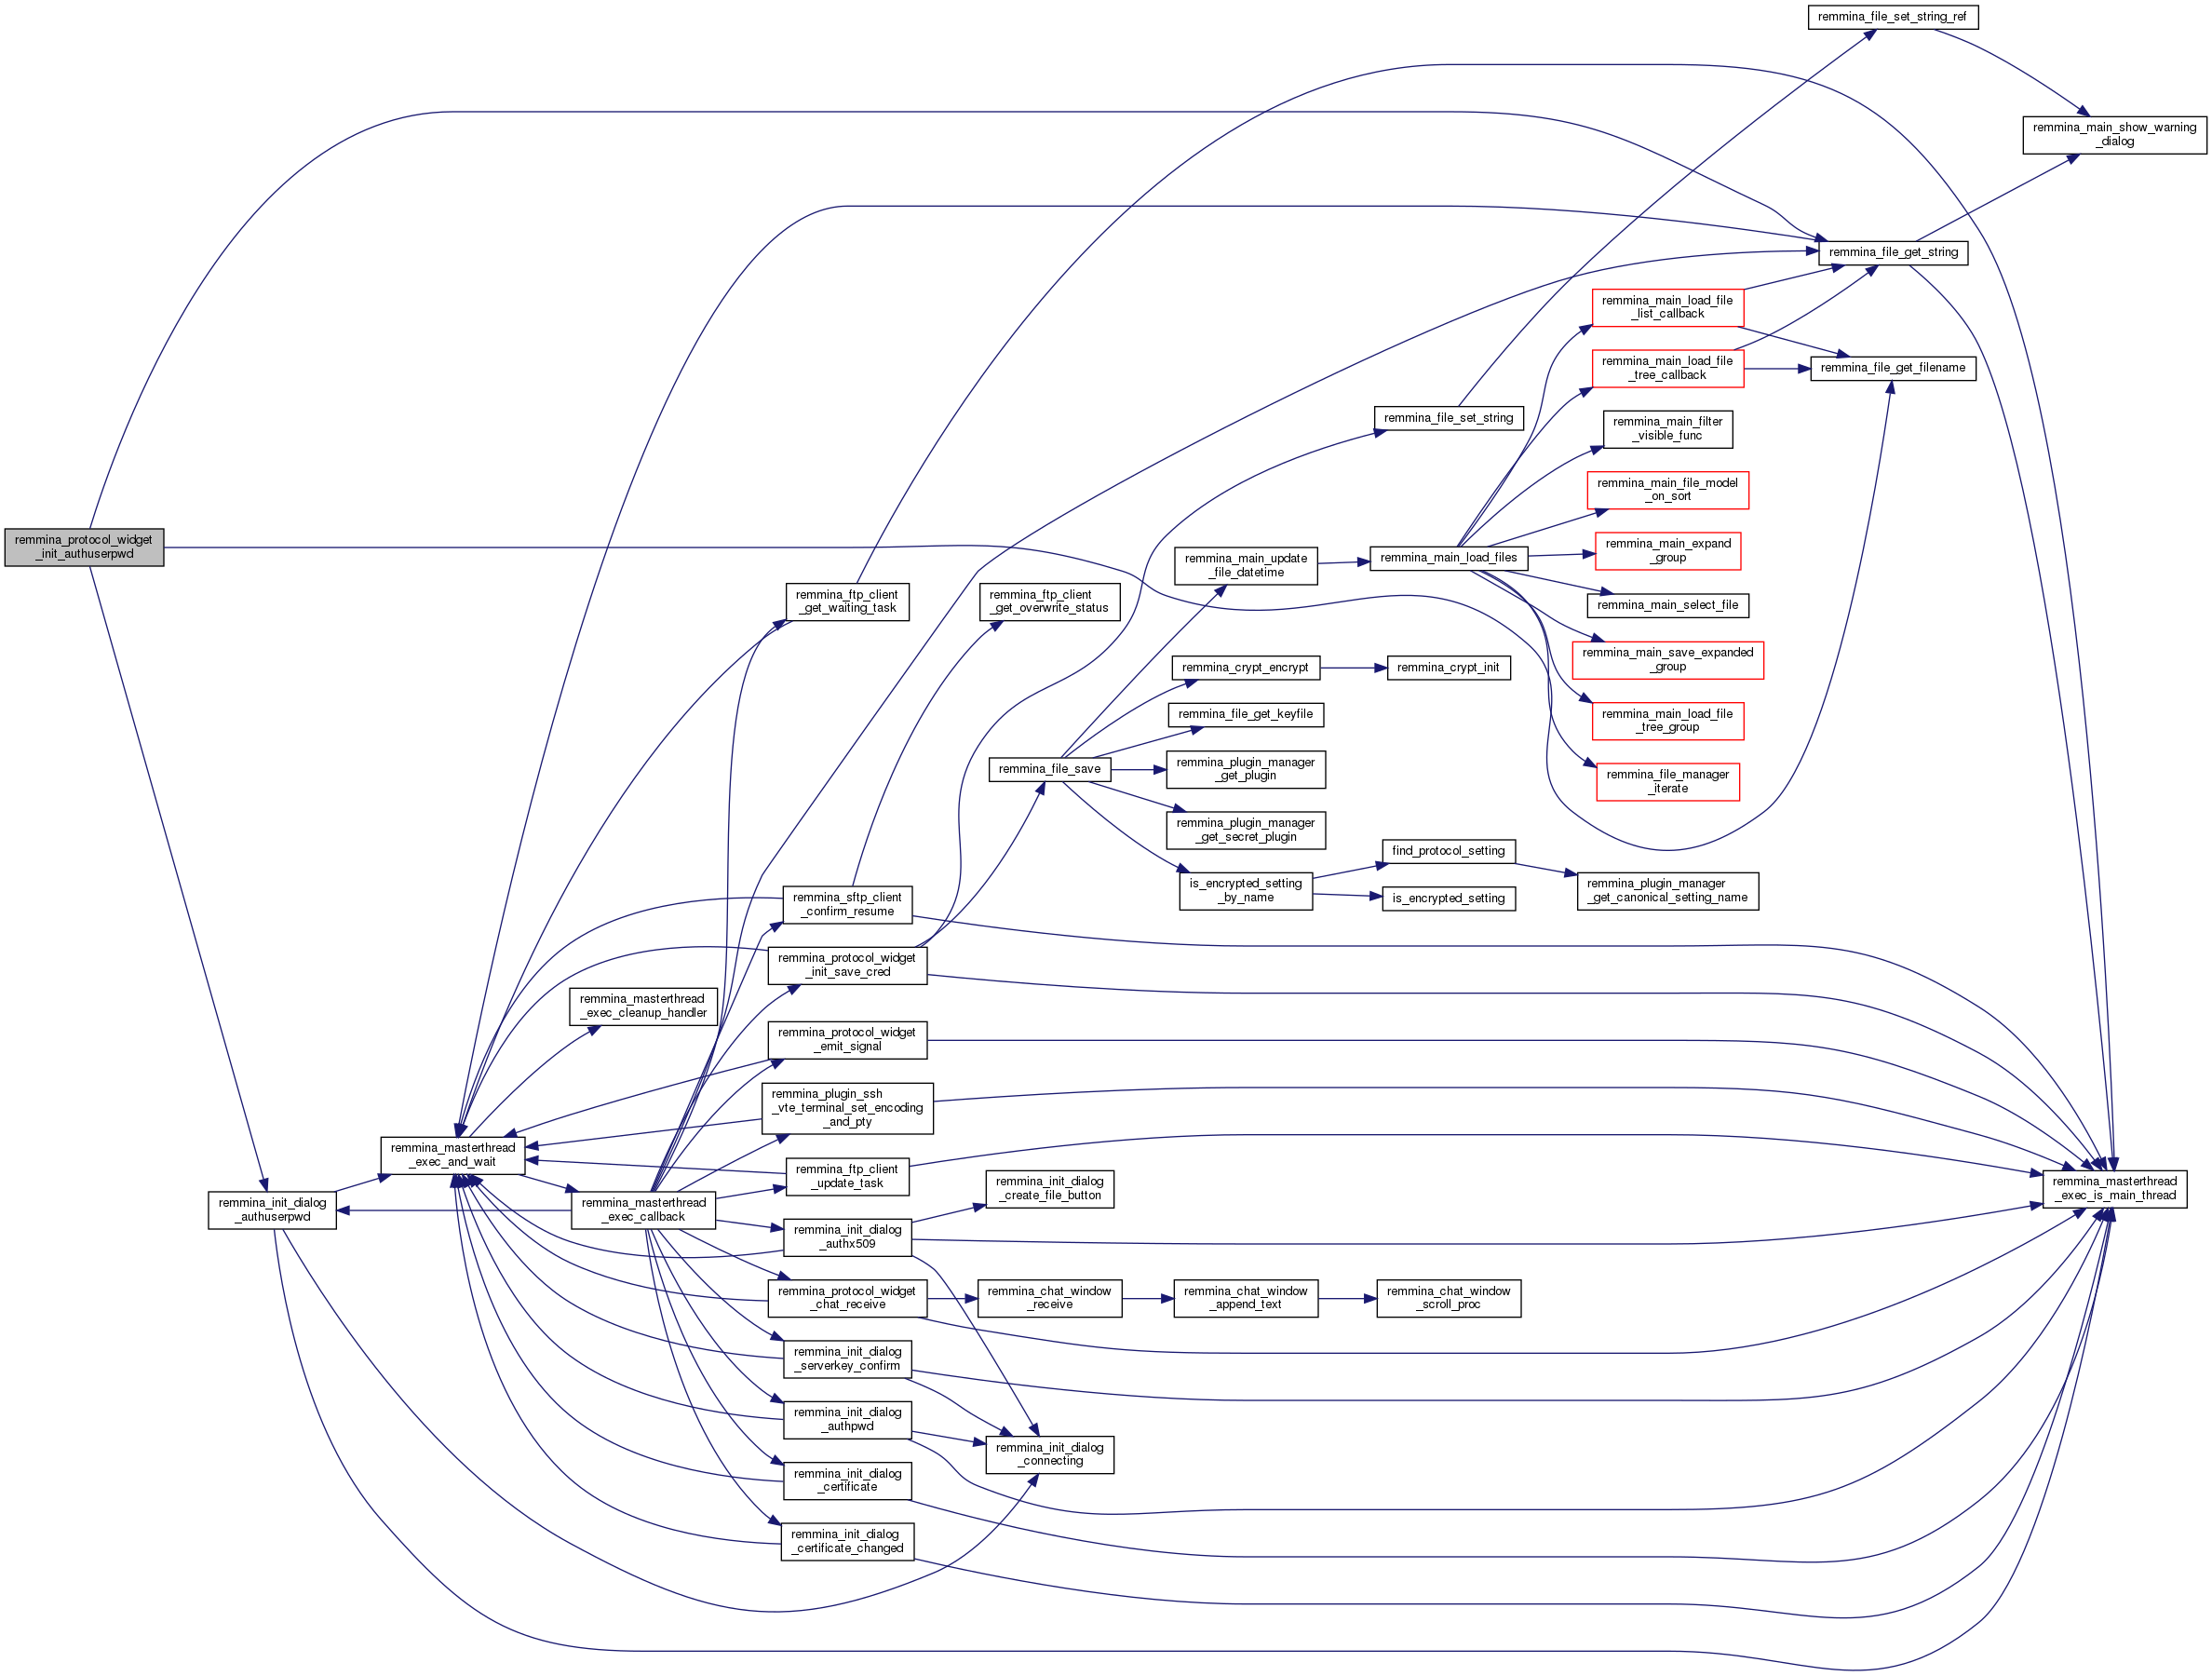 remmina_protocol_widget
_init_authuserpwd
remmina_init_dialog
_authuserpwd
remmina_masterthread
_exec_and_wait
remmina_masterthread
_exec_cleanup_handler
remmina_masterthread
_exec_callback
remmina_ftp_client
_get_waiting_task
remmina_sftp_client
_confirm_resume
remmina_protocol_widget
_init_save_cred
remmina_protocol_widget
_emit_signal
remmina_plugin_ssh
_vte_terminal_set_encoding
_and_pty
remmina_ftp_client
_update_task
remmina_init_dialog
_authx509
remmina_protocol_widget
_chat_receive
remmina_init_dialog
_serverkey_confirm
remmina_init_dialog
_authpwd
remmina_init_dialog
_certificate
remmina_init_dialog
_certificate_changed
remmina_ftp_client
_get_overwrite_status
remmina_file_save
remmina_init_dialog
_create_file_button
remmina_chat_window
_receive
remmina_init_dialog
_connecting
remmina_main_update
_file_datetime
remmina_crypt_encrypt
remmina_file_get_keyfile
remmina_plugin_manager
_get_plugin
remmina_plugin_manager
_get_secret_plugin
is_encrypted_setting
_by_name
remmina_chat_window
_append_text
remmina_file_set_string
remmina_main_load_files
remmina_crypt_init
find_protocol_setting
is_encrypted_setting
remmina_chat_window
_scroll_proc
remmina_main_load_file
_list_callback
remmina_main_load_file
_tree_callback
remmina_main_filter
_visible_func
remmina_main_file_model
_on_sort
remmina_main_expand
_group
remmina_main_select_file
remmina_main_save_expanded
_group
remmina_main_load_file
_tree_group
remmina_file_manager
_iterate
remmina_plugin_manager
_get_canonical_setting_name
remmina_file_set_string_ref
remmina_file_get_string
remmina_file_get_filename
remmina_main_show_warning
_dialog
remmina_masterthread
_exec_is_main_thread